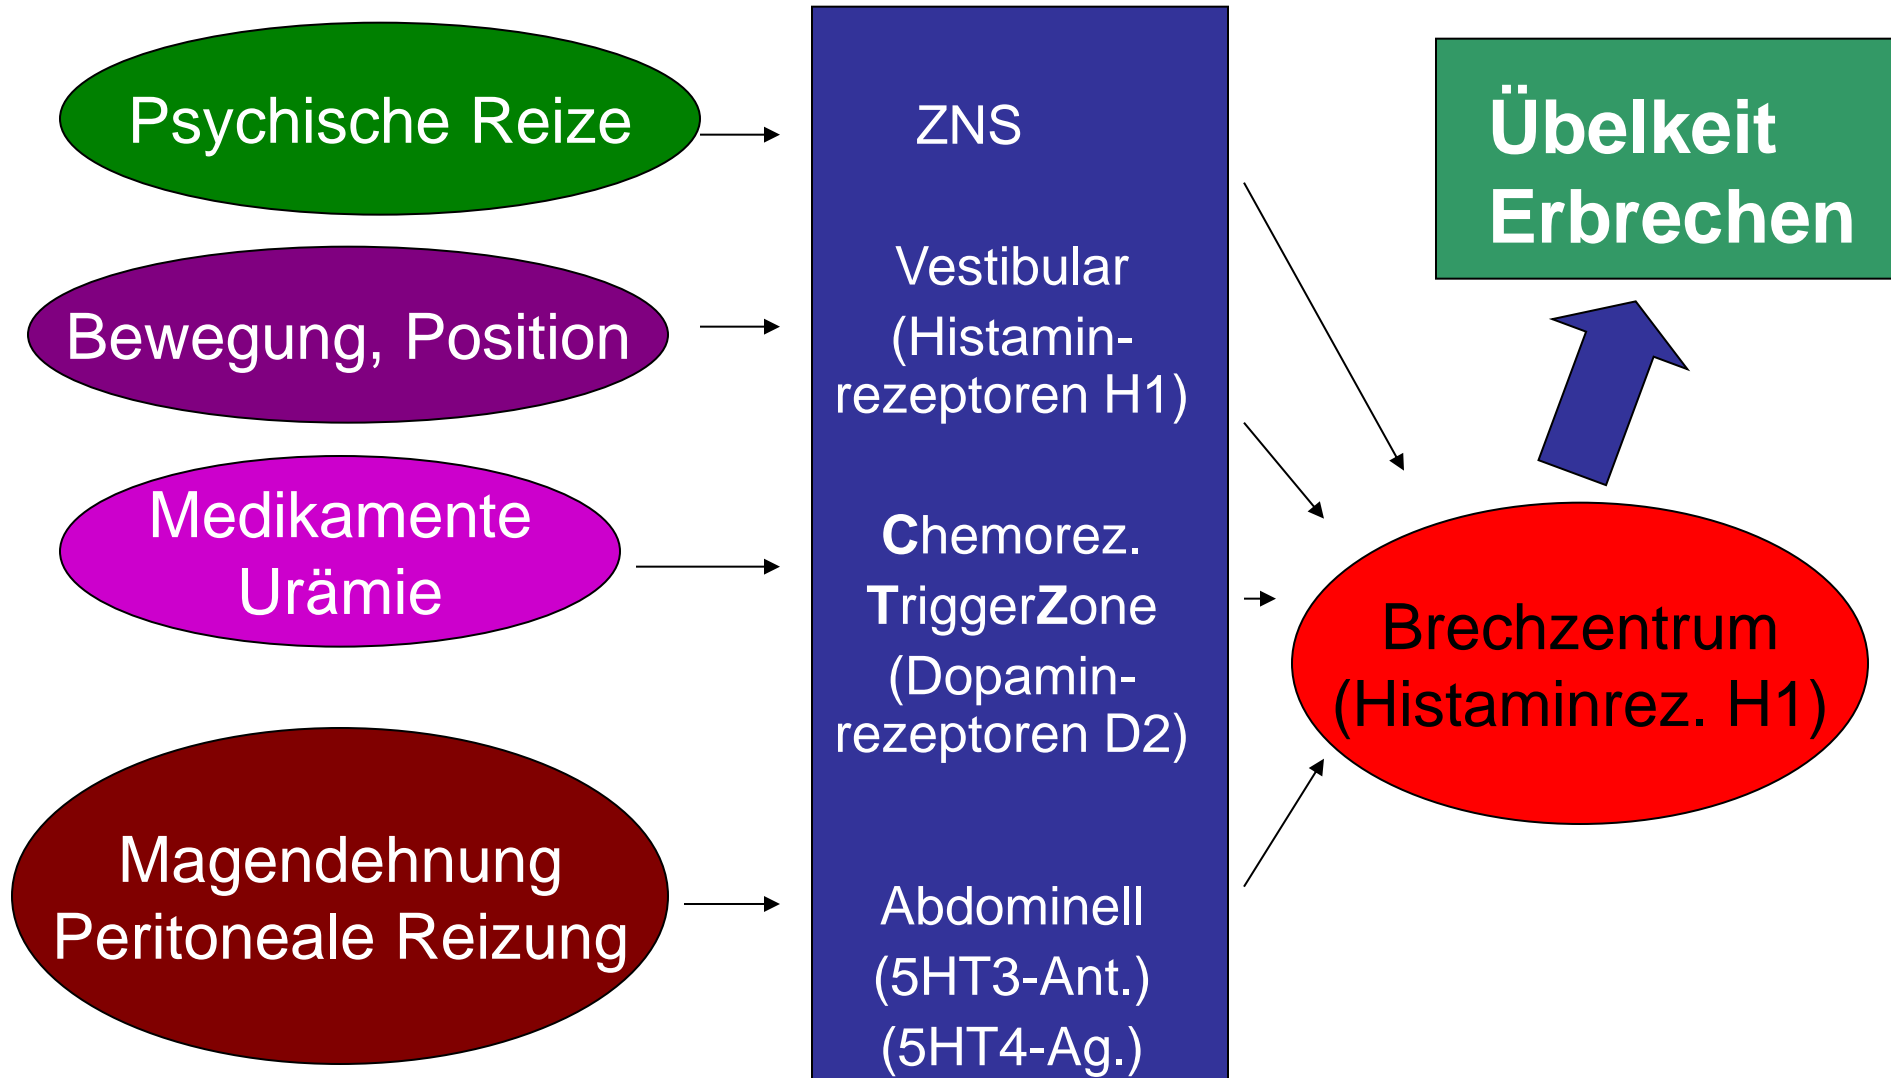 Psychische Reize
Bewegung, Position
Medikamente
Urämie
Magendehnung
Peritoneale Reizung
ZNS
Vestibular
(Histamin-
rezeptoren H1)
Chemorez.
TriggerZone
(Dopamin-
rezeptoren D2)
Abdominell
(5HT3-Ant.)
(5HT4-Ag.)
Übelkeit
Erbrechen
Brechzentrum
(Histaminrez. H1)